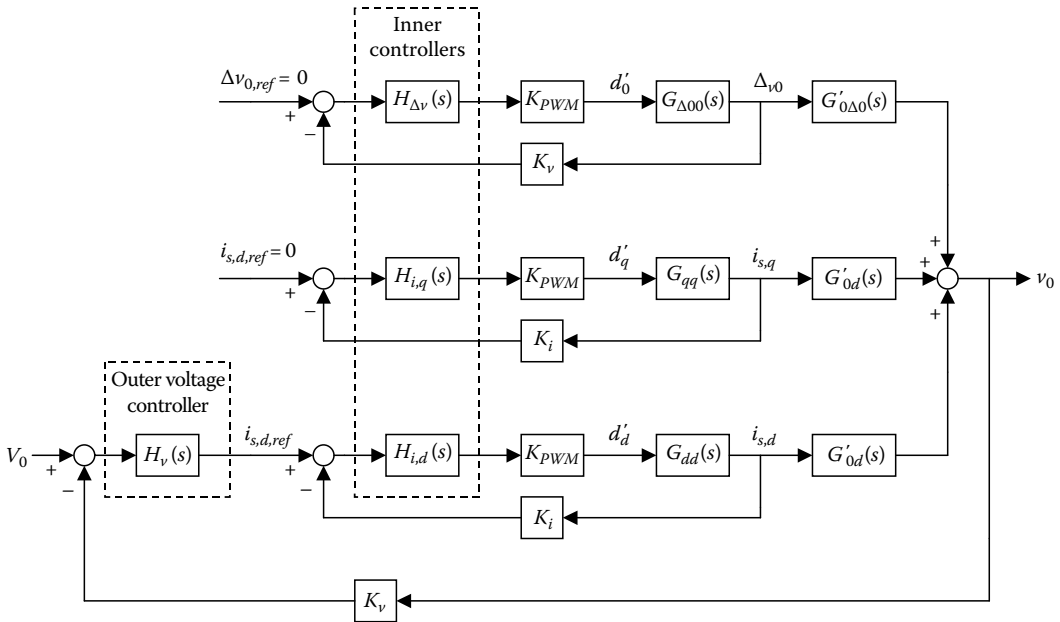 Inner
controllers
Δv0,ref = 0
+
−
HΔv(s)
KPWM
d′0
GΔ00(s)
Δv0
G′0Δ0(s)
Kv
is,d,ref = 0
+
−
Hi,q(s)
KPWM
d′q
Gqq(s)
is,q
G′0d(s)
+
+
+
v0
Ki
Outer voltage
controller
V0
+
−
Hv(s)
is,d,ref
+
−
Hi,d(s)
KPWM
d′d
Gdd(s)
is,d
G′0d(s)
Ki
Kv